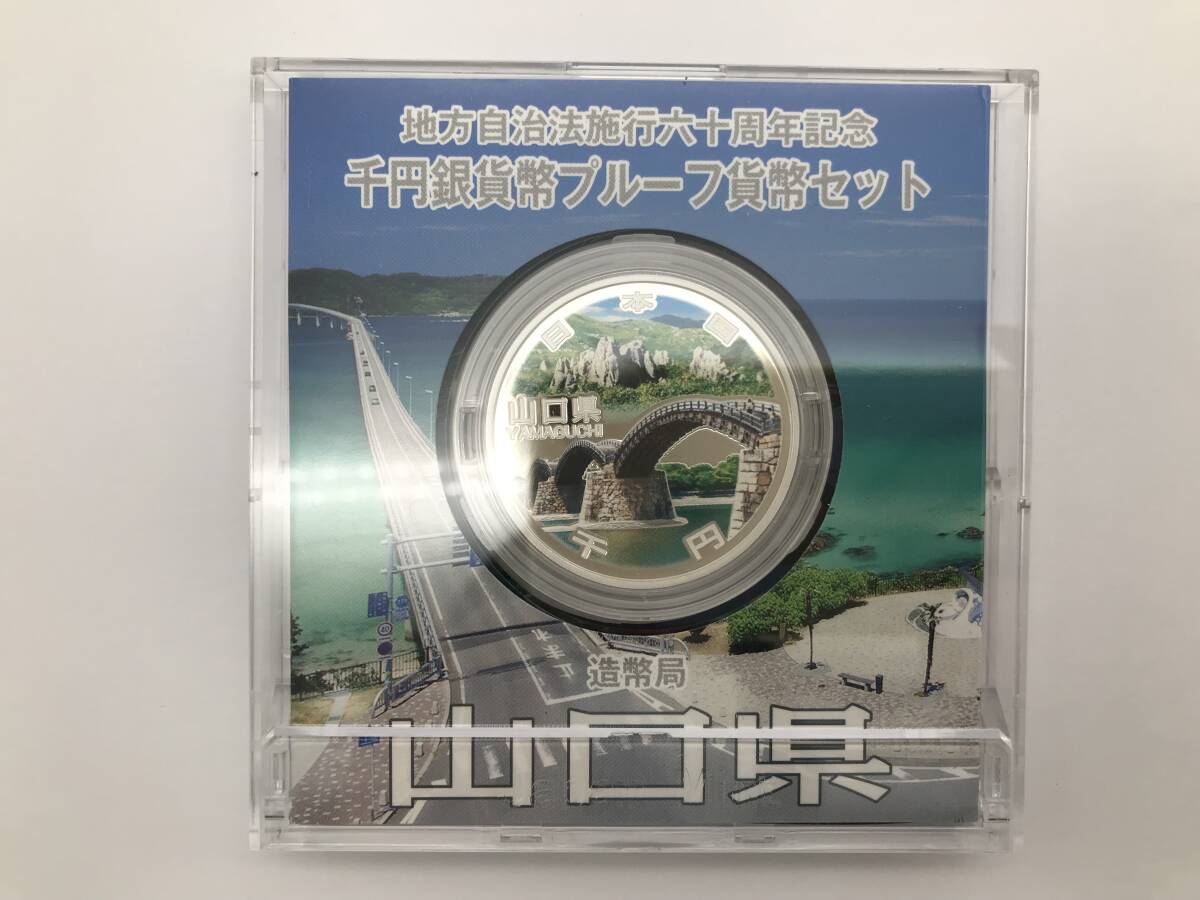 地方自治法施行六十周年記念
千円銀貨幣プルーフ貨幣セット
日本国
山口県
YAMAGUCHI
千円
40
造幣局
山口県